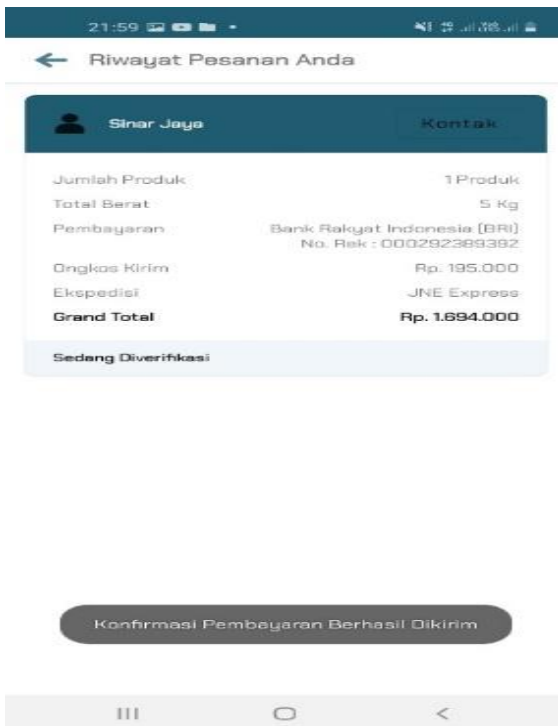 21:59
Riwayat Pesanan Anda
Sinar Jaya
Kontak
Jumlah Produk 1 Produk
Total Berat 5 Kg
Pembayaran Bank Rakyat Indonesia (BRI)
No. Rek : 000292389392
Ongkos Kirim Rp. 195.000
Ekspedisi JNE Express
Grand Total Rp. 1.694.000
Sedang Diverifikasi
Konfirmasi Pembayaran Berhasil Dikirim